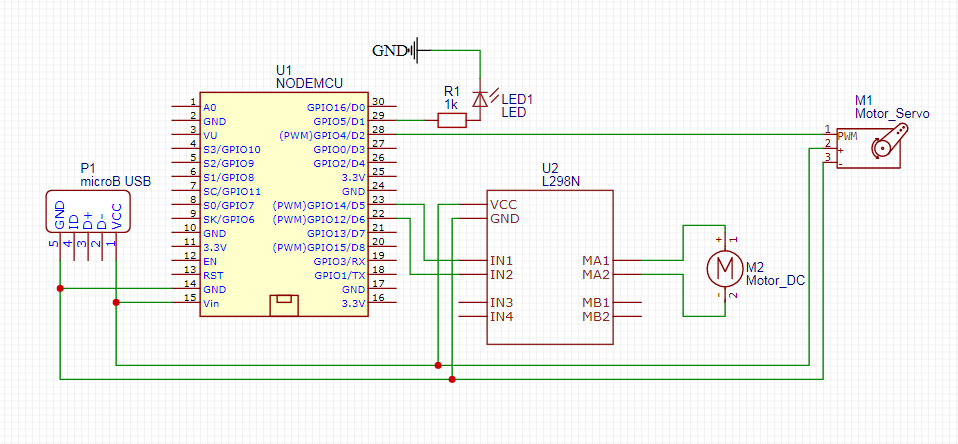 GND
U1
NODEMCU
1 A0 GPIO16/D0 30
2 GND GPIO5/D1 29
3 VU (PWM)GPIO4/D2 28
4 S3/GPIO10 GPIO0/D3 27
5 S2/GPIO9 GPIO2/D4 26
6 S1/GPIO8 3.3V 25
7 SC/GPIO11 GND 24
8 S0/GPIO7 (PWM)GPIO14/D5 23
9 SK/GPIO6 (PWM)GPIO12/D6 22
10 GND GPIO13/D7 21
11 3.3V (PWM)GPIO15/D8 20
12 EN GPIO3/RX 19
13 RST GPIO1/TX 18
14 GND GND 17
15 Vin 3.3V 16
R1
1k
LED1
LED
M1
Motor_Servo
1 PWM
2 +
3 -
P1
microB USB
GND ID D+ D- VCC
5 4 3 2 1
U2
L298N
VCC
GND
IN1 MA1
IN2 MA2
IN3 MB1
IN4 MB2
+ 1
M
M2
Motor_DC
- 2